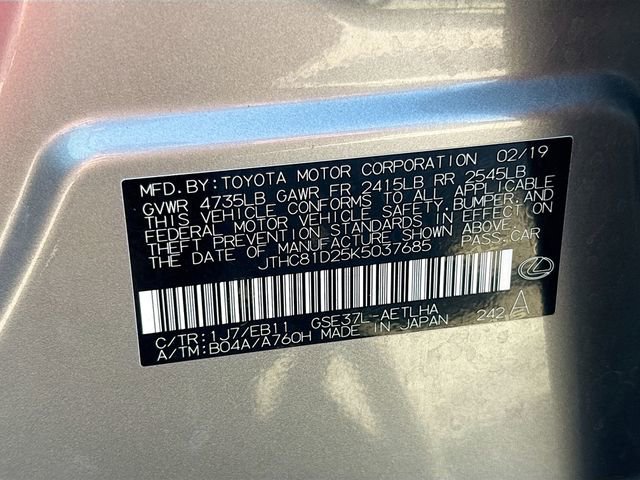 MFD.BY:TOYOTA MOTOR CORPORATION 02/19
GVWR 4735LB GAWR FR 2415LB RR 2545LB
THIS VEHICLE CONFORMS TO ALL APPLICABLE
FEDERAL MOTOR VEHICLE SAFETY,BUMPER,AND
THEFT PREVENTION STANDARDS IN EFFECT ON
THE DATE OF MANUFACTURE SHOWN ABOVE.
JTHC81D25K5037685 PASS.CAR
C/TR:1J7/EB11 GSE37L-AETLHA 242 A
A/TM:B04A/A760H MADE IN JAPAN